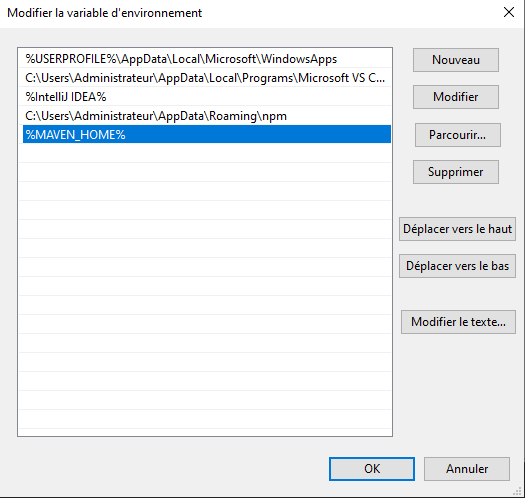 Modifier la variable d'environnement
%USERPROFILE%\AppData\Local\Microsoft\WindowsApps
C:\Users\Administrateur\AppData\Local\Programs\Microsoft VS C...
%IntelliJ IDEA%
C:\Users\Administrateur\AppData\Roaming\npm
%MAVEN_HOME%
Nouveau
Modifier
Parcourir...
Supprimer
Déplacer vers le haut
Déplacer vers le bas
Modifier le texte...
OK
Annuler